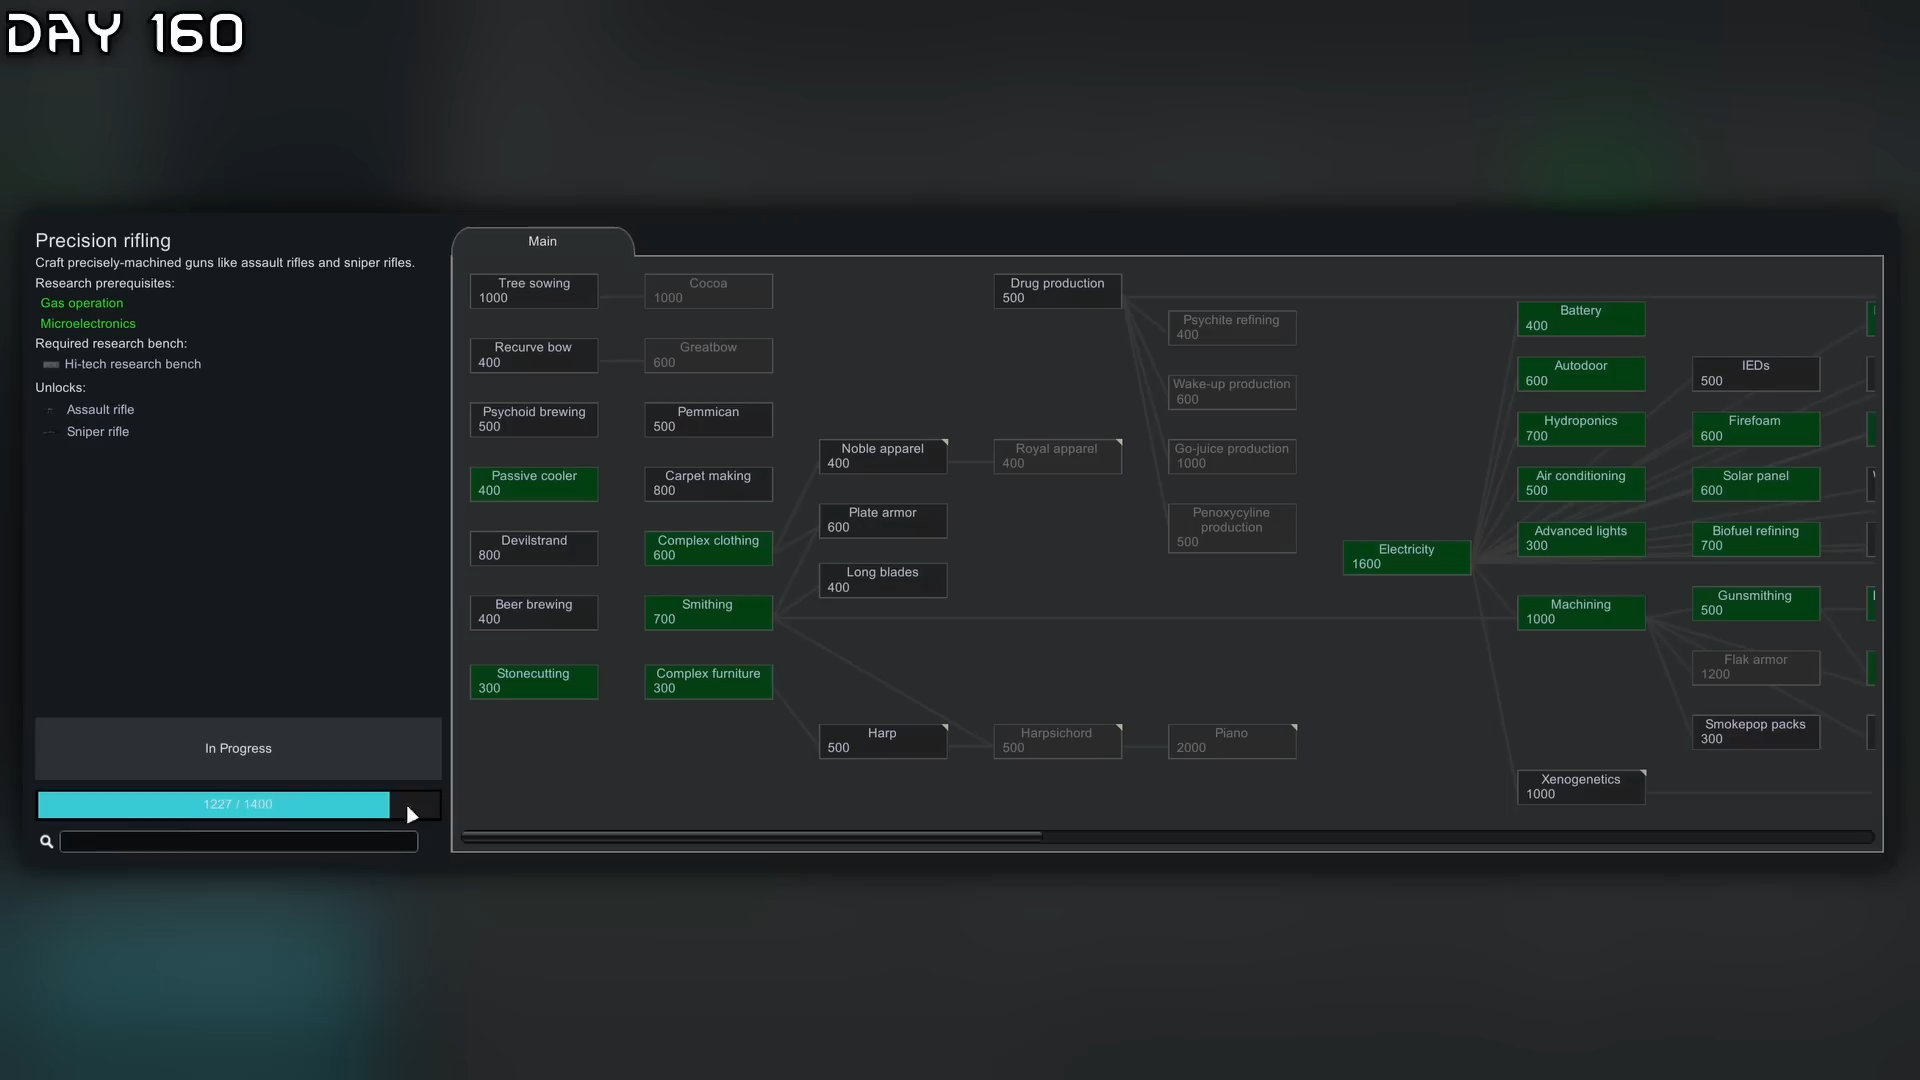 DAY 160
Precision rifling
Craft precisely-machined guns like assault rifles and sniper rifles.
Research prerequisites:
Gas operation
Microelectronics
Required research bench:
Hi-tech research bench
Unlocks:
Assault rifle
Sniper rifle
In Progress
1227 / 1400
Main
Tree sowing
1000
Cocoa
1000
Drug production
500
Recurve bow
400
Greatbow
600
Psychite refining
400
Battery
400
Psychoid brewing
500
Pemmican
500
Wake-up production
600
Autodoor
600
IEDs
500
Passive cooler
400
Carpet making
800
Noble apparel
400
Royal apparel
400
Go-juice production
1000
Hydroponics
700
Firefoam
600
Air conditioning
500
Solar panel
600
Devilstrand
800
Complex clothing
600
Plate armor
600
Penoxycyline
production
500
Electricity
1600
Advanced lights
300
Biofuel refining
700
Beer brewing
400
Smithing
700
Long blades
400
Machining
1000
Gunsmithing
500
Stonecutting
300
Complex furniture
300
Flak armor
1200
Harp
500
Harpsichord
500
Piano
2000
Smokepop packs
300
Xenogenetics
1000